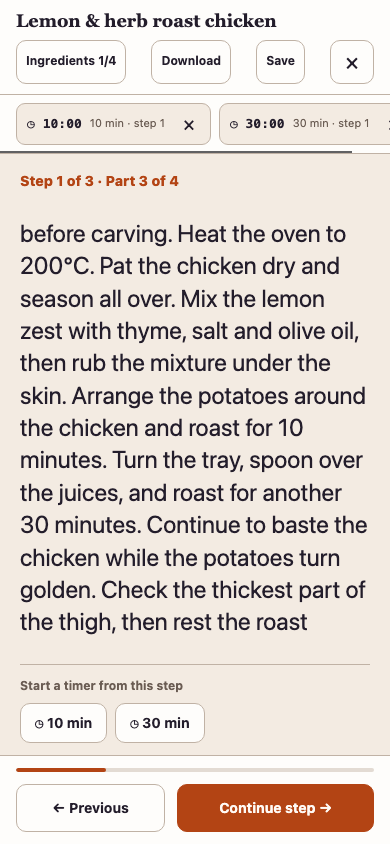 Lemon & herb roast chicken
Ingredients 1/4
Download
Save
×
10:00 10 min · step 1 ×
30:00 30 min · step 1
Step 1 of 3 · Part 3 of 4
before carving. Heat the oven to
200°C. Pat the chicken dry and
season all over. Mix the lemon
zest with thyme, salt and olive oil,
then rub the mixture under the
skin. Arrange the potatoes around
the chicken and roast for 10
minutes. Turn the tray, spoon over
the juices, and roast for another
30 minutes. Continue to baste the
chicken while the potatoes turn
golden. Check the thickest part of
the thigh, then rest the roast
Start a timer from this step
10 min
30 min
← Previous
Continue step →